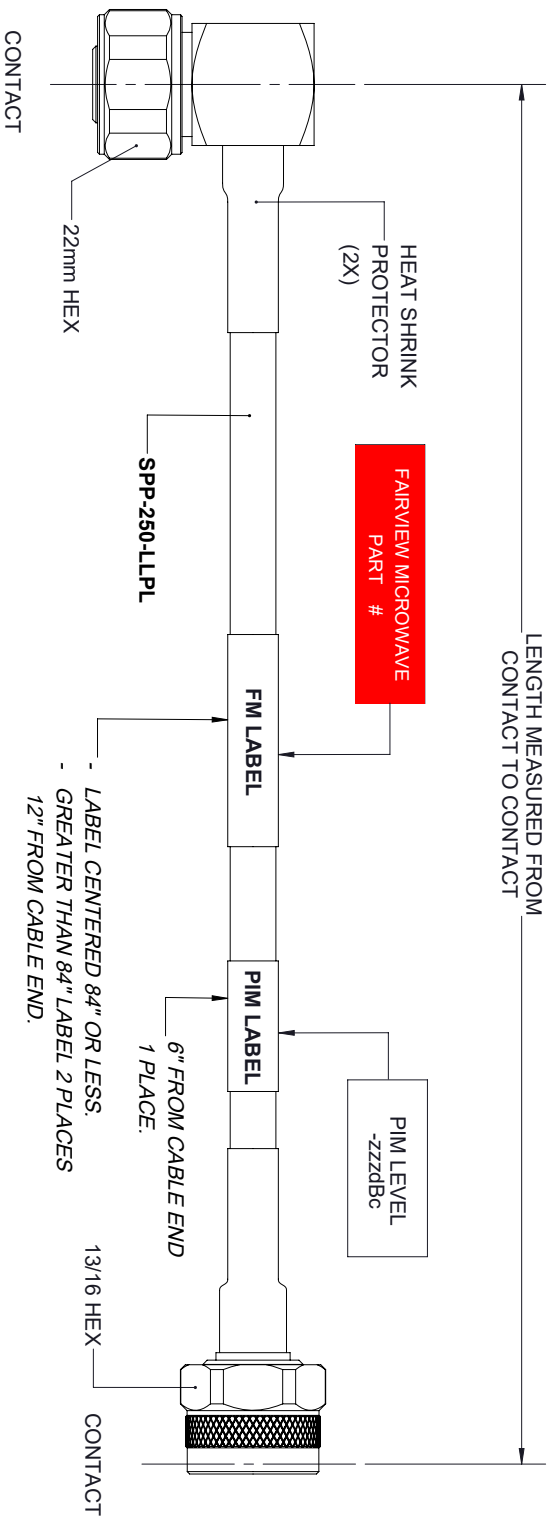 LENGTH MEASURED FROM
CONTACT TO CONTACT
FAIRVIEW MICROWAVE
PART #
HEAT SHRINK
PROTECTOR
(2X)
PIM LEVEL
-zzzdBc
FM LABEL
PIM LABEL
SPP-250-LLPL
22mm HEX
CONTACT
- LABEL CENTERED 84" OR LESS.
- GREATER THAN 84" LABEL 2 PLACES
12" FROM CABLE END.
6" FROM CABLE END
1 PLACE.
13/16 HEX
CONTACT